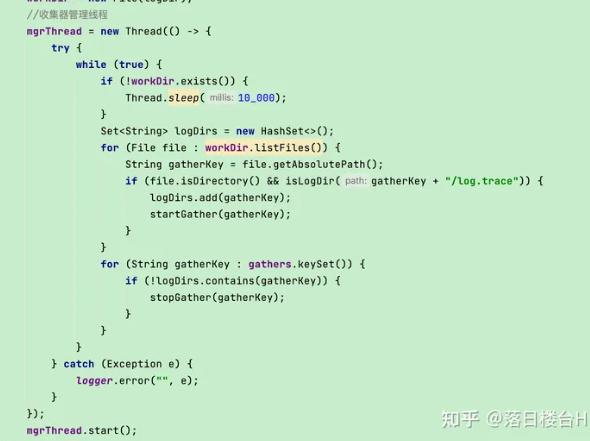 workDir = new File(logDir);
//收集器管理线程
mgrThread = new Thread(() -> {
try {
while (true) {
if (!workDir.exists()) {
Thread.sleep( millis: 10_000);
}
Set<String> logDirs = new HashSet<>();
for (File file : workDir.listFiles()) {
String gatherKey = file.getAbsolutePath();
if (file.isDirectory() && isLogDir( path: gatherKey + "/log.trace")) {
logDirs.add(gatherKey);
startGather(gatherKey);
}
}
for (String gatherKey : gathers.keySet()) {
if (!logDirs.contains(gatherKey)) {
stopGather(gatherKey);
}
}
}
} catch (Exception e) {
logger.error("", e);
}
});
mgrThread.start();
知乎 @落日楼台H